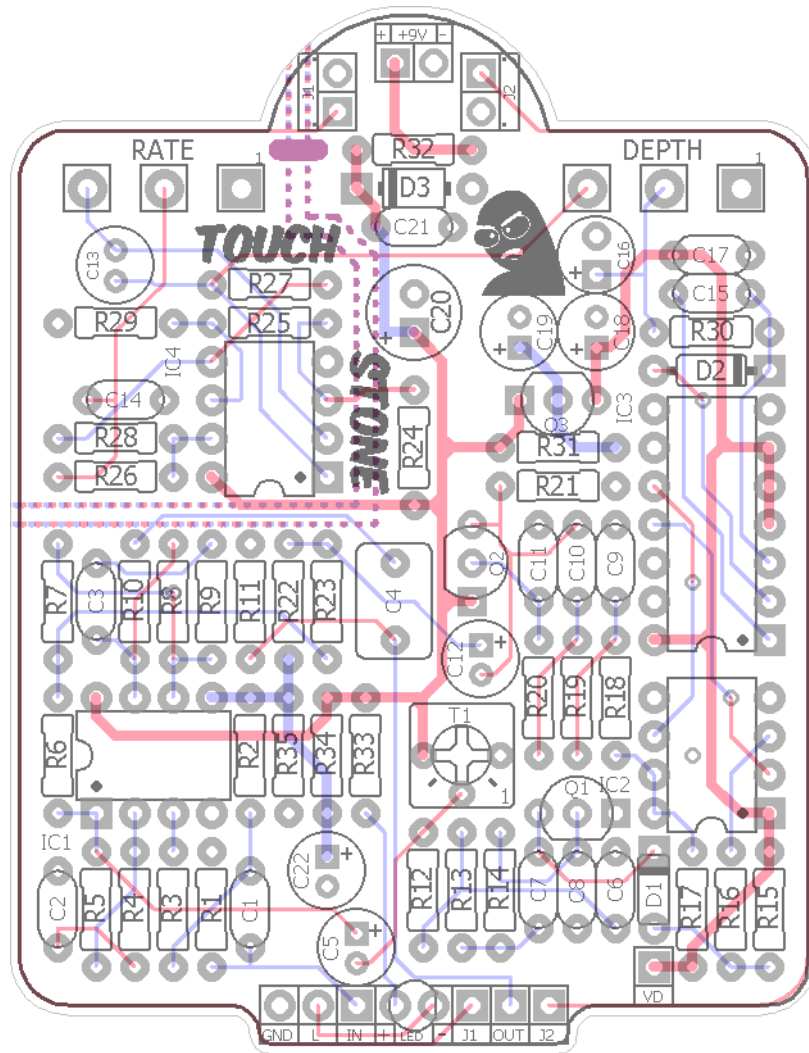 + +9V -
J1
J2
RATE
1
R32
DEPTH
1
D3
C21
TOUCH
C16
C17
C13
R27
C15
C20
R29
R25
C19
C18
R30
IC4
STONE
D2
C14
Q3
IC3
R28
R24
R31
R26
R21
Q2
R7
C3
R10
R8
R9
R11
R22
R23
C4
C11
C10
C9
C12
R20
R19
R18
T1
R6
R2
R35
R34
R33
1
Q1
IC2
IC1
C22
C2
R5
R4
R3
R1
C1
C5
R12
R13
R14
C7
C8
C6
D1
R17
R16
R15
VD
GND L IN + LED - J1 OUT J2